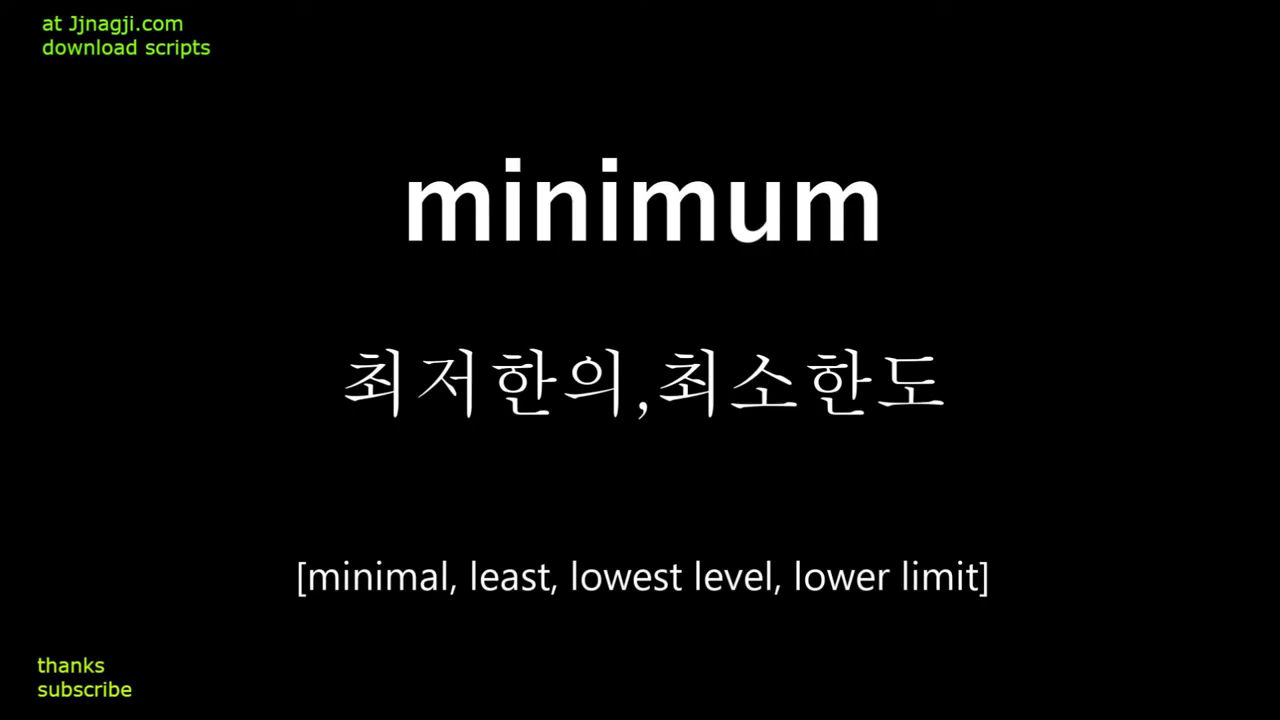 at Jjnagji.com
download scripts
minimum
최저한의,최소한도
[minimal, least, lowest level, lower limit]
thanks
subscribe